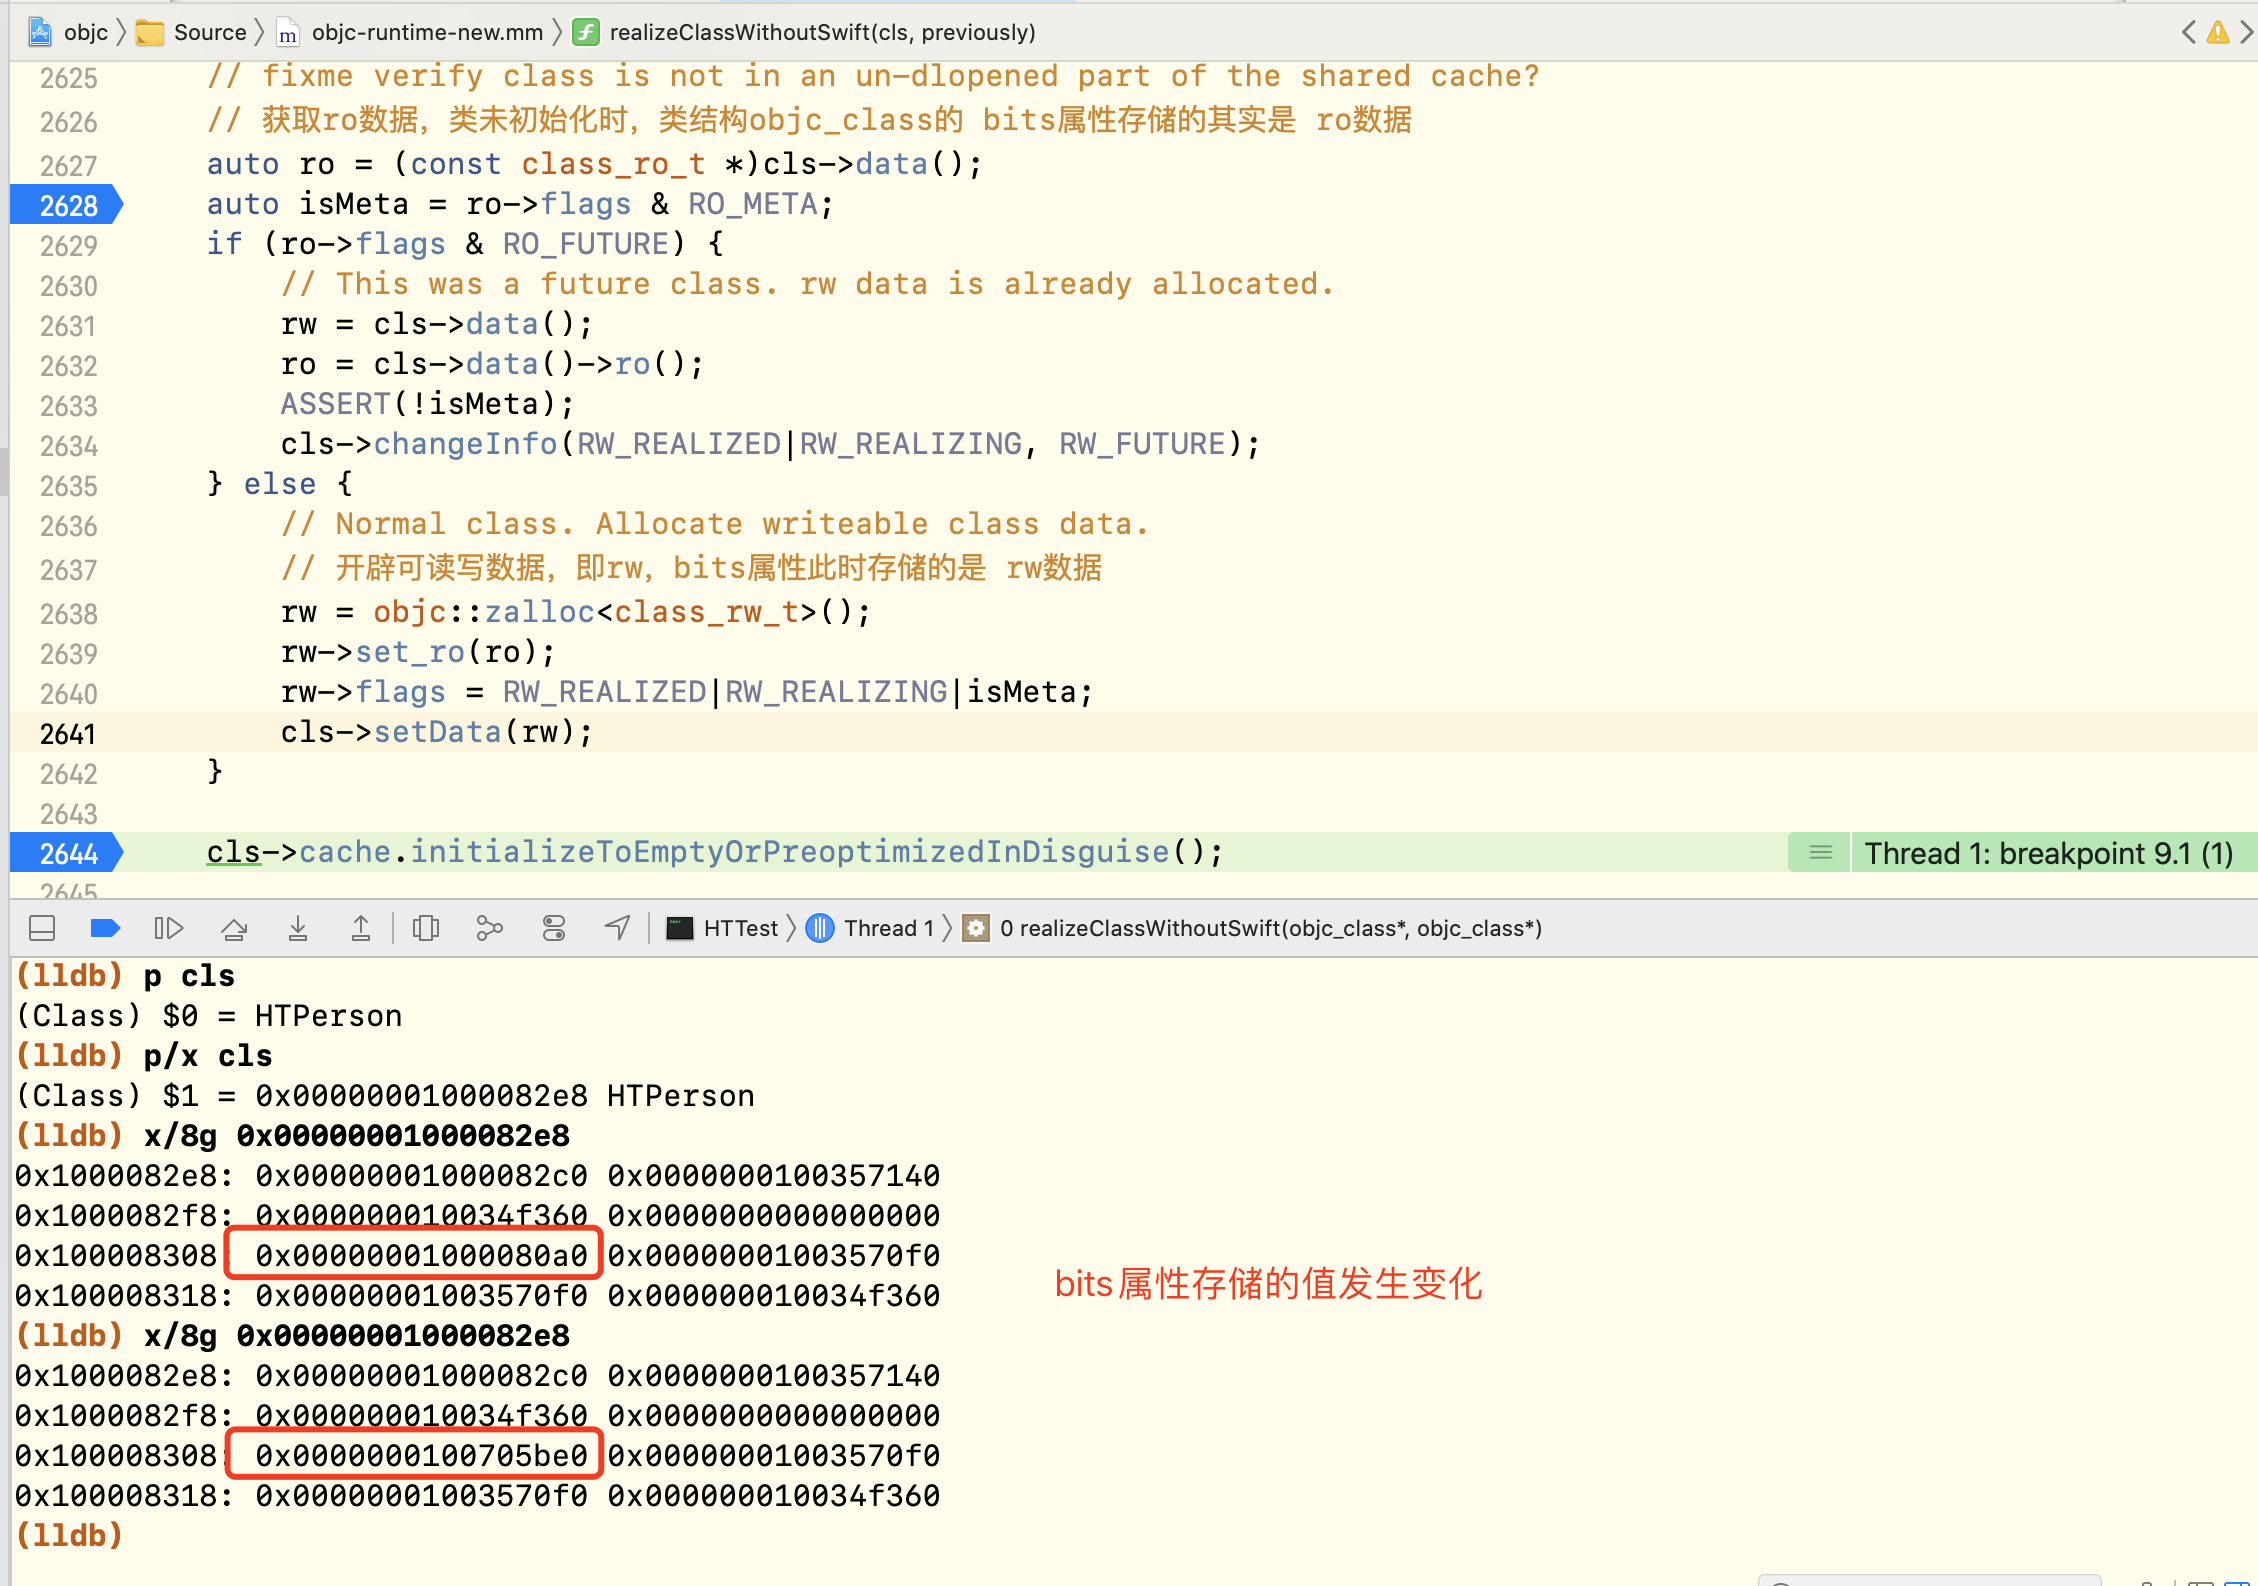 objc Source m objc-runtime-new.mm f realizeClassWithoutSwift(cls, previously)
2625 // fixme verify class is not in an un-dlopened part of the shared cache?
2626 // 获取ro数据，类未初始化时，类结构objc_class的 bits属性存储的其实是 ro数据
2627 auto ro = (const class_ro_t *)cls->data();
2628 auto isMeta = ro->flags & RO_META;
2629 if (ro->flags & RO_FUTURE) {
2630 // This was a future class. rw data is already allocated.
2631 rw = cls->data();
2632 ro = cls->data()->ro();
2633 ASSERT(!isMeta);
2634 cls->changeInfo(RW_REALIZED|RW_REALIZING, RW_FUTURE);
2635 } else {
2636 // Normal class. Allocate writeable class data.
2637 // 开辟可读写数据，即rw，bits属性此时存储的是 rw数据
2638 rw = objc::zalloc<class_rw_t>();
2639 rw->set_ro(ro);
2640 rw->flags = RW_REALIZED|RW_REALIZING|isMeta;
2641 cls->setData(rw);
2642 }
2643
2644 cls->cache.initializeToEmptyOrPreoptimizedInDisguise(); Thread 1: breakpoint 9.1 (1)
2645
HTTest Thread 1 0 realizeClassWithoutSwift(objc_class*, objc_class*)
(lldb) p cls
(Class) $0 = HTPerson
(lldb) p/x cls
(Class) $1 = 0x00000001000082e8 HTPerson
(lldb) x/8g 0x00000001000082e8
0x1000082e8: 0x00000001000082c0 0x0000000100357140
0x1000082f8: 0x000000010034f360 0x0000000000000000
0x100008308: 0x00000001000080a0 0x00000001003570f0
bits属性存储的值发生变化
0x100008318: 0x00000001003570f0 0x000000010034f360
(lldb) x/8g 0x00000001000082e8
0x1000082e8: 0x00000001000082c0 0x0000000100357140
0x1000082f8: 0x000000010034f360 0x0000000000000000
0x100008308: 0x0000000100705be0 0x00000001003570f0
0x100008318: 0x00000001003570f0 0x000000010034f360
(lldb)